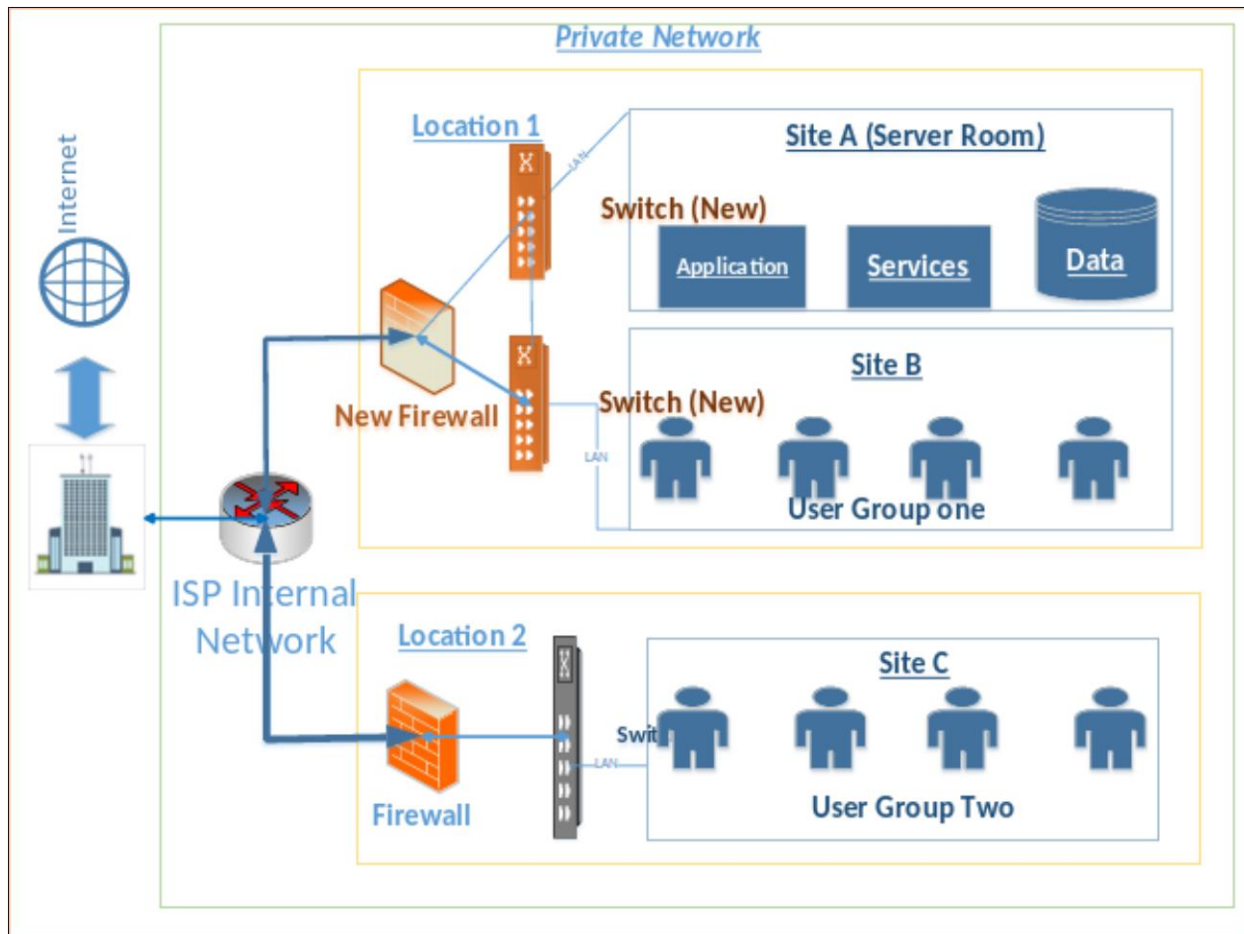 Private Network
Internet
Location 1
LAN
Site A (Server Room)
Switch (New)
Application
Services
Data
New Firewall
Switch (New)
LAN
Site B
User Group one
ISP Internal
Network
Location 2
Site C
Swit
LAN
Firewall
User Group Two